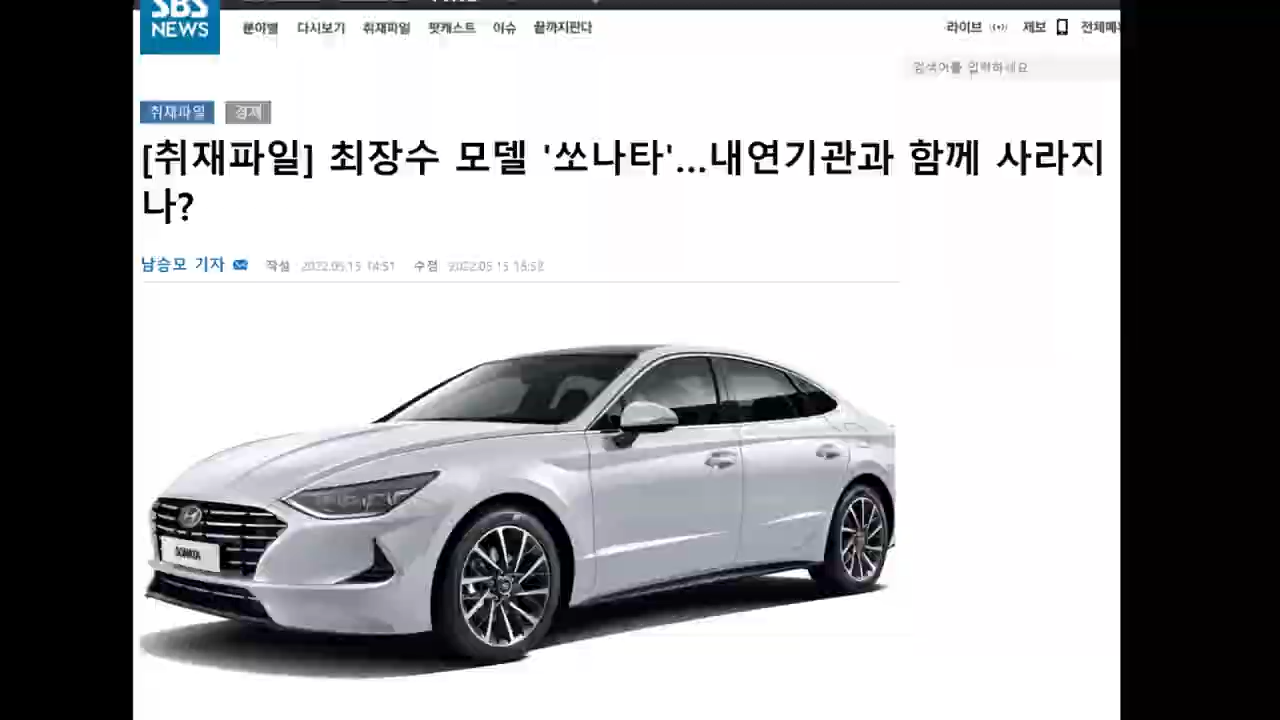 SBS
NEWS
분야별 다시보기 취재파일 팟캐스트 이슈 끝까지판다
라이브 제보 전체메뉴
검색어를 입력하세요
취재파일 경제
[취재파일] 최장수 모델 '쏘나타'...내연기관과 함께 사라지
나?
남승모 기자 작성 2022.05.15 14:51 수정 2022.05.15 15:52
SONATA